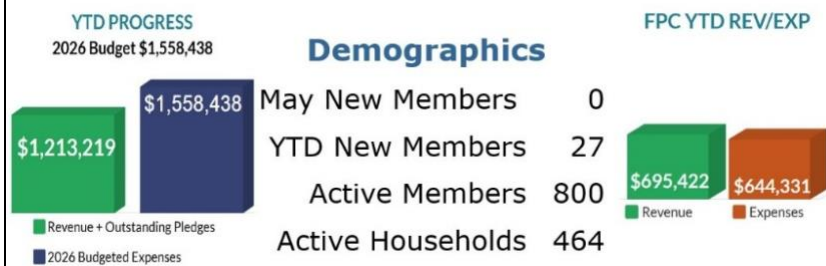 YTD PROGRESS
2026 Budget $1,558,438
$1,213,219
$1,558,438
Revenue + Outstanding Pledges
2026 Budgeted Expenses
Demographics
May New Members 0
YTD New Members 27
Active Members 800
Active Households 464
FPC YTD REV/EXP
$695,422
$644,331
Revenue
Expenses